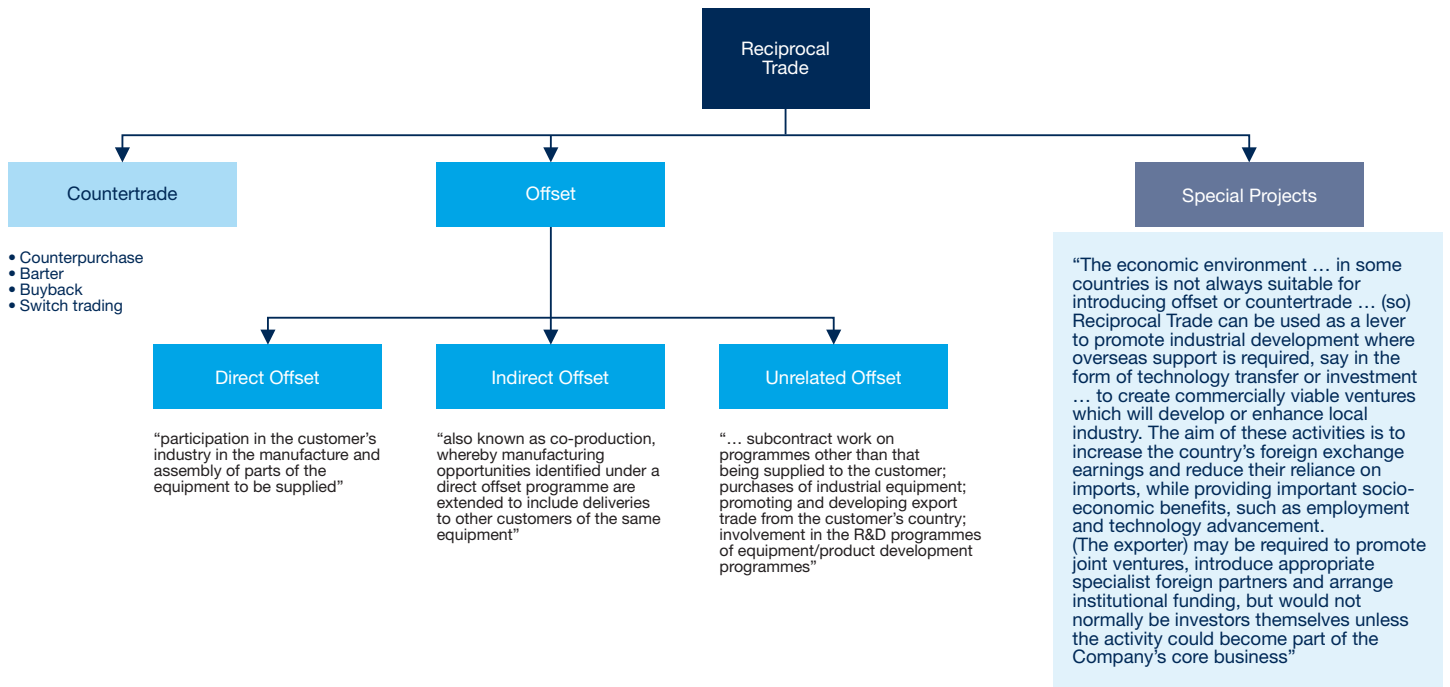 Reciprocal
Trade
Countertrade
Offset
Special Projects
• Counterpurchase
• Barter
• Buyback
• Switch trading
Direct Offset
Indirect Offset
Unrelated Offset
“participation in the customer’s
industry in the manufacture and
assembly of parts of the
equipment to be supplied”
“also known as co-production,
whereby manufacturing
opportunities identified under a
direct offset programme are
extended to include deliveries
to other customers of the same
equipment”
“… subcontract work on
programmes other than that
being supplied to the customer;
purchases of industrial equipment;
promoting and developing export
trade from the customer’s country;
involvement in the R&D programmes
of equipment/product development
programmes”
“The economic environment … in some
countries is not always suitable for
introducing offset or countertrade … (so)
Reciprocal Trade can be used as a lever
to promote industrial development where
overseas support is required, say in the
form of technology transfer or investment
… to create commercially viable ventures
which will develop or enhance local
industry. The aim of these activities is to
increase the country’s foreign exchange
earnings and reduce their reliance on
imports, while providing important socio-
economic benefits, such as employment
and technology advancement.
(The exporter) may be required to promote
joint ventures, introduce appropriate
specialist foreign partners and arrange
institutional funding, but would not
normally be investors themselves unless
the activity could become part of the
Company’s core business”